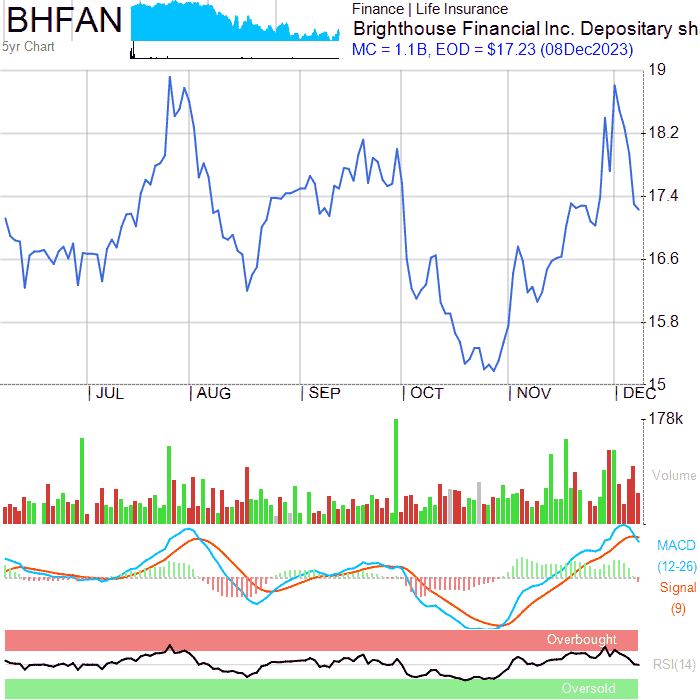 BHFAN
5yr Chart
Finance | Life Insurance
Brighthouse Financial Inc. Depositary sh
MC = 1.1B, EOD = $17.23 (08Dec2023)
19
18.2
17.4
16.6
15.8
15
JUL AUG SEP OCT NOV DEC
178k
Volume
MACD
(12-26)
Signal
(9)
Overbought
RSI(14)
Oversold